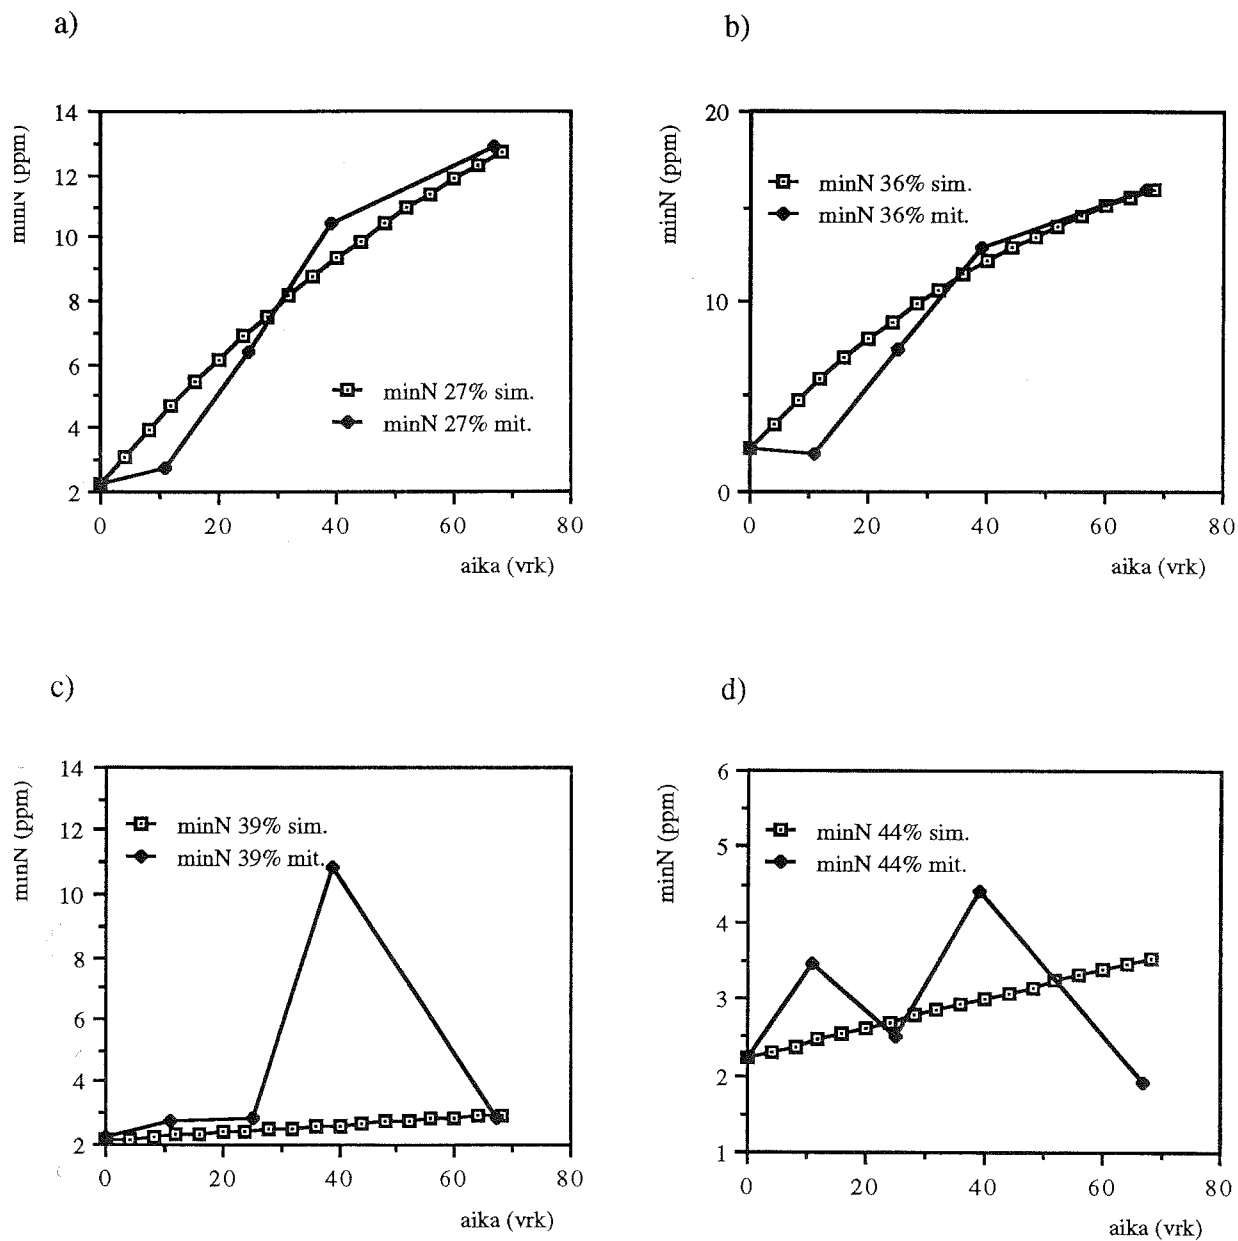 a)
14
12
10
8
6
4
2
minN (ppm)
minN 27% sim.
minN 27% mit.
0 20 40 60 80
aika (vrk)
b)
20
10
0
minN (ppm)
minN 36% sim.
minN 36% mit.
0 20 40 60 80
aika (vrk)
c)
14
12
10
8
6
4
2
minN (ppm)
minN 39% sim.
minN 39% mit.
0 20 40 60 80
aika (vrk)
d)
6
5
4
3
2
1
minN (ppm)
minN 44% sim.
minN 44% mit.
0 20 40 60 80
aika (vrk)